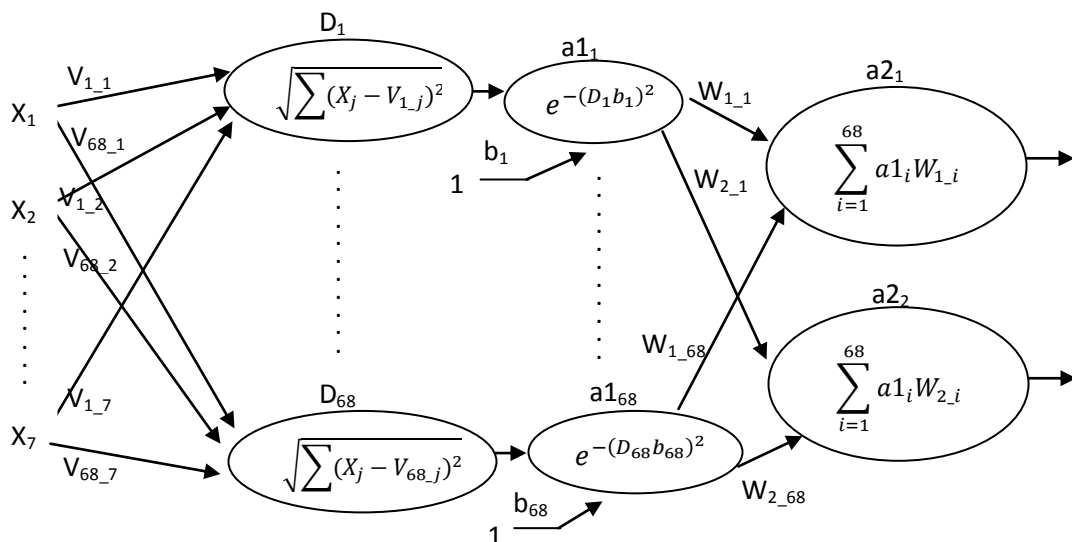 D₁
a1₁
a2₁
V₁_₁
X₁
√∑(Xⱼ − V₁_ⱼ)²
e^−(D₁b₁)²
W₁_₁
V₆₈_₁
b₁
1
∑_{i=1}^{68} a1ᵢW₁_ᵢ
V₁_₂
X₂
W₂_₁
V₆₈_₂
a2₂
W₁_₆₈
V₁_₇
D₆₈
a1₆₈
∑_{i=1}^{68} a1ᵢW₂_ᵢ
X₇
V₆₈_₇
√∑(Xⱼ − V₆₈_ⱼ)²
e^−(D₆₈b₆₈)²
W₂_₆₈
b₆₈
1